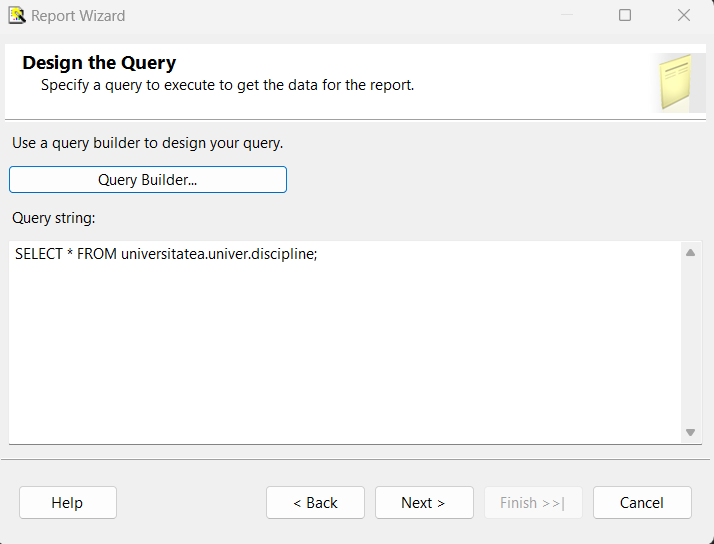 Report Wizard
Design the Query
Specify a query to execute to get the data for the report.
Use a query builder to design your query.
Query Builder...
Query string:
SELECT * FROM universitatea.univer.discipline;
Help
< Back
Next >
Finish >>|
Cancel